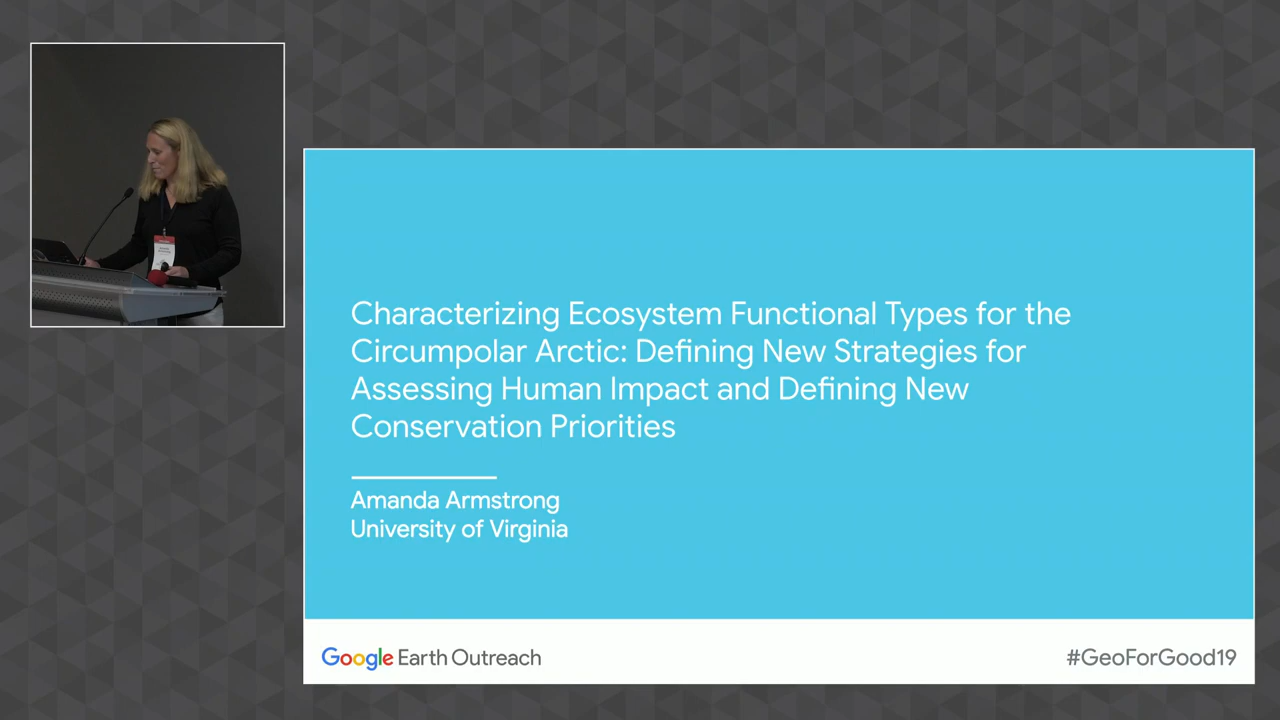 Characterizing Ecosystem Functional Types for the
Circumpolar Arctic: Defining New Strategies for
Assessing Human Impact and Defining New
Conservation Priorities
Amanda Armstrong
University of Virginia
Google Earth Outreach
#GeoForGood19